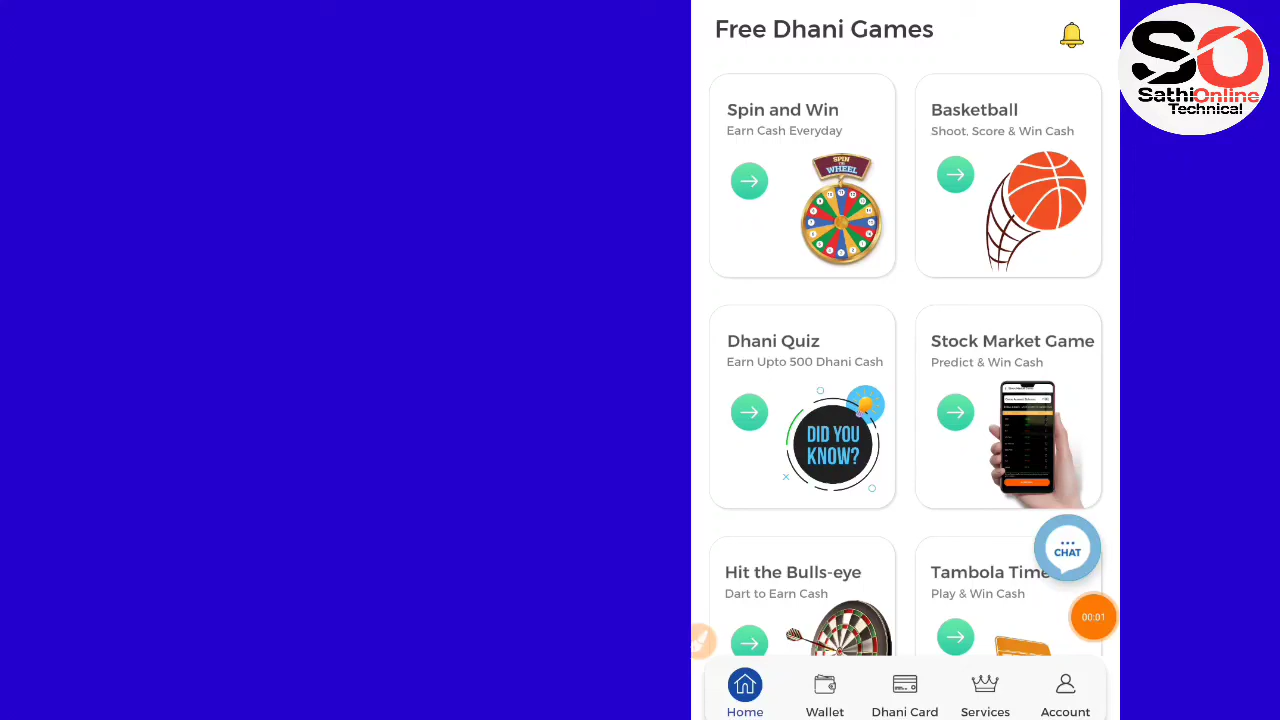 Free Dhani Games
SO
SathiOnline
Technical
Spin and Win
Earn Cash Everyday
SPIN
WHEEL
Basketball
Shoot, Score & Win Cash
Dhani Quiz
Earn Upto 500 Dhani Cash
DID YOU
KNOW?
Stock Market Game
Predict & Win Cash
CHAT
Hit the Bulls-eye
Dart to Earn Cash
Tambola Time
Play & Win Cash
00:01
Home
Wallet
Dhani Card
Services
Account